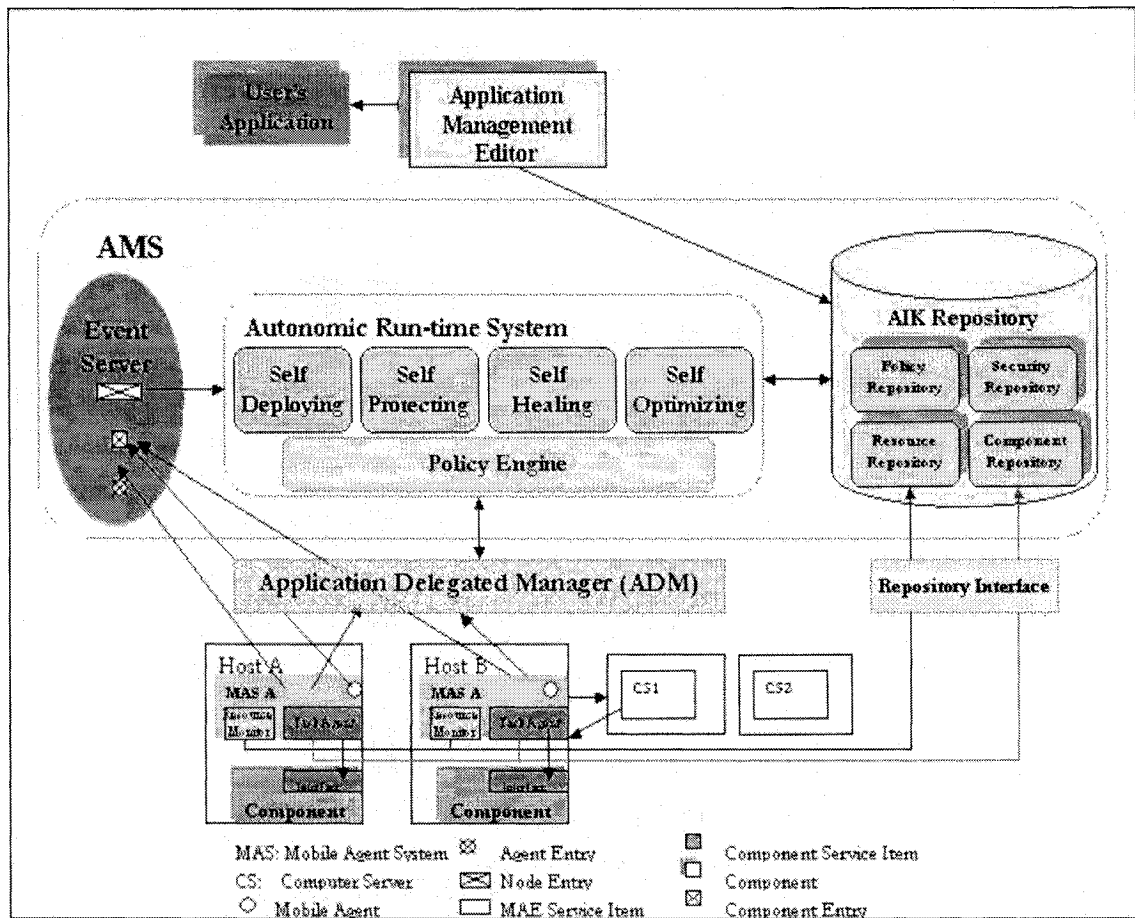 User's
Application
Application
Management
Editor
AMS
Event
Server
Autonomic Run-time System
Self
Deploying
Self
Protecting
Self
Healing
Self
Optimizing
Policy Engine
AIK Repository
Policy
Repository
Security
Repository
Resource
Repository
Component
Repository
Application Delegated Manager (ADM)
Repository Interface
Host A
MAS A
Resource
Monitor
Interface
Component
Host B
MAS A
Resource
Monitor
Interface
Component
CS1
CS2
MAS: Mobile Agent System
CS: Computer Server
Mobile Agent
Agent Entry
Node Entry
MAE Service Item
Component Service Item
Component
Component Entry